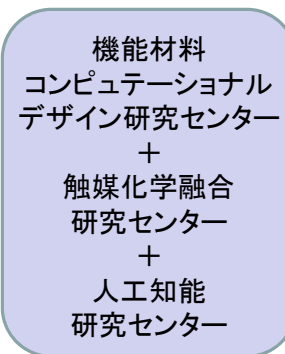 機能材料
コンピュテーショナル
デザイン研究センター
＋
触媒化学融合
研究センター
＋
人工知能
研究センター